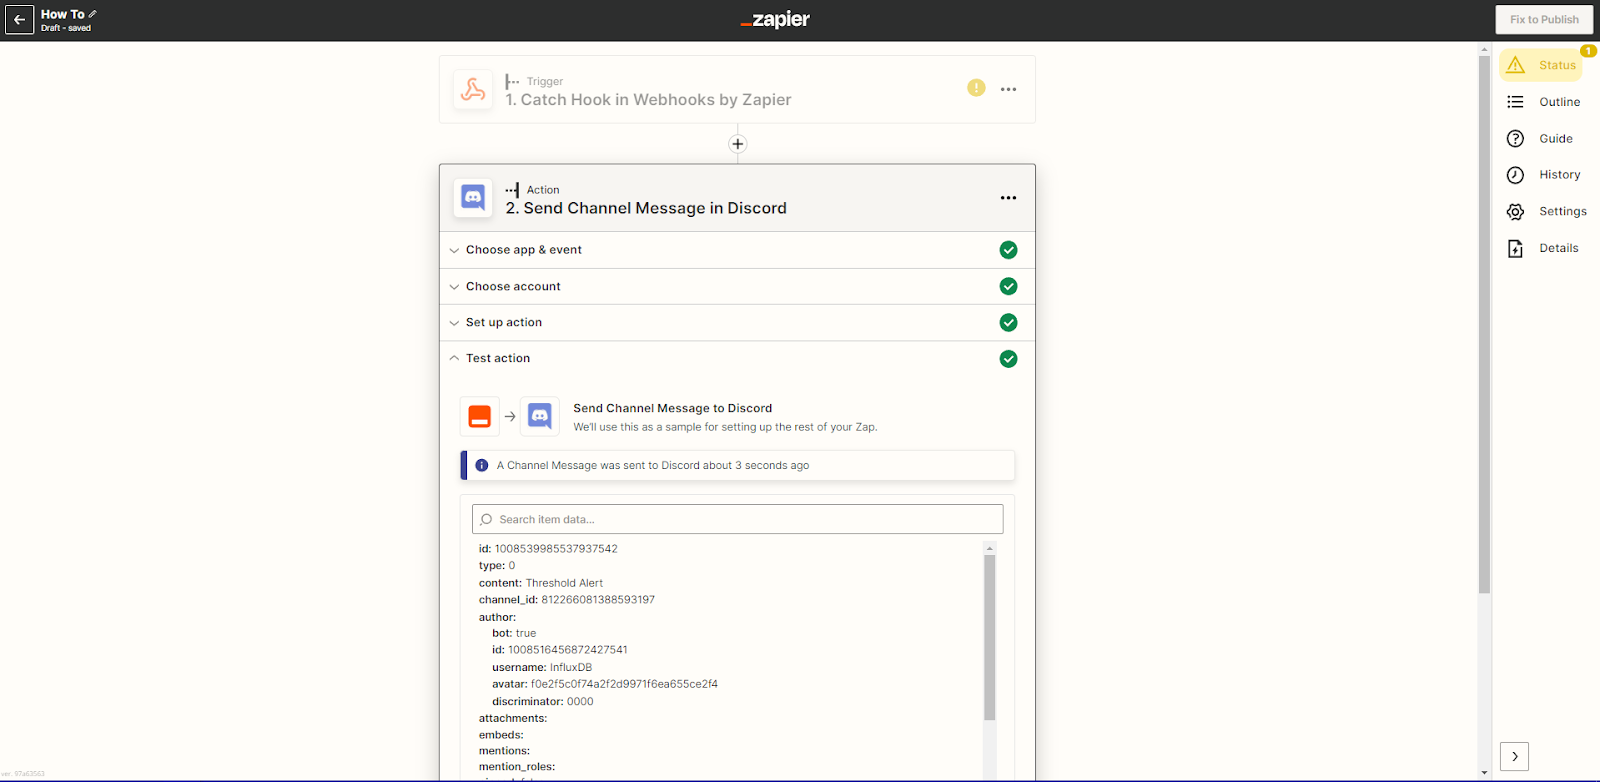 How To
Draft - saved
_zapier
Fix to Publish
Trigger
1. Catch Hook in Webhooks by Zapier
1
Status
Outline
Guide
History
Settings
Details
Action
2. Send Channel Message in Discord
Choose app & event
Choose account
Set up action
Test action
Send Channel Message to Discord
We'll use this as a sample for setting up the rest of your Zap.
A Channel Message was sent to Discord about 3 seconds ago
Search item data...
id: 1008539985537937542
type: 0
content: Threshold Alert
channel_id: 812266081388593197
author:
bot: true
id: 1008516456872427541
username: InfluxDB
avatar: f0e2f5c0f74a2f2d9971f6ea655ce2f4
discriminator: 0000
attachments:
embeds:
mentions:
mention_roles:
ver. 97a63563